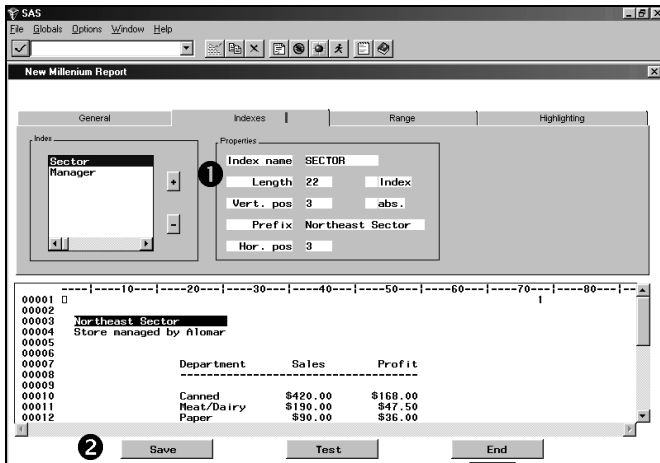 SAS
File Globals Options Window Help
New Millenium Report
General Indexes Range Highlighting
Index
Sector
Manager
+
-
Properties
1
Index name SECTOR
Length 22 Index
Vert. pos 3 abs.
Prefix Northeast Sector
Hor. pos 3
----|----10---|----20---|----30---|----40---|----50---|----60---|----70---|----80---|--
00001 1
00002
00003 Northeast Sector
00004 Store managed by Alomar
00005
00006
00007 Department Sales Profit
00008 --------------------------------------
00009
00010 Canned $420.00 $168.00
00011 Meat/Dairy $190.00 $47.50
00012 Paper $90.00 $36.00
2 Save Test End